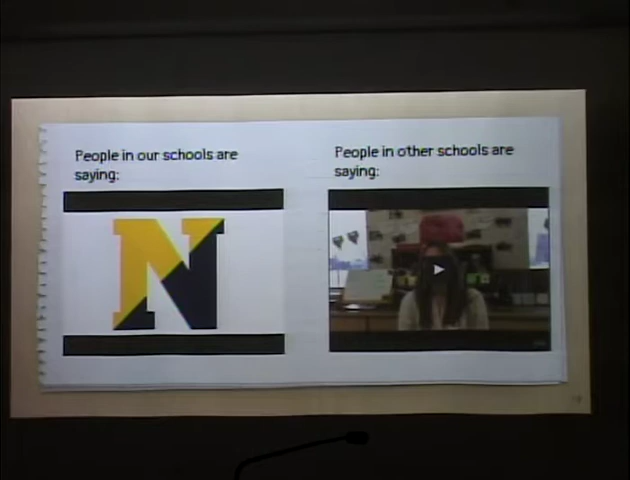 People in our schools are
saying:
N
People in other schools are
saying: